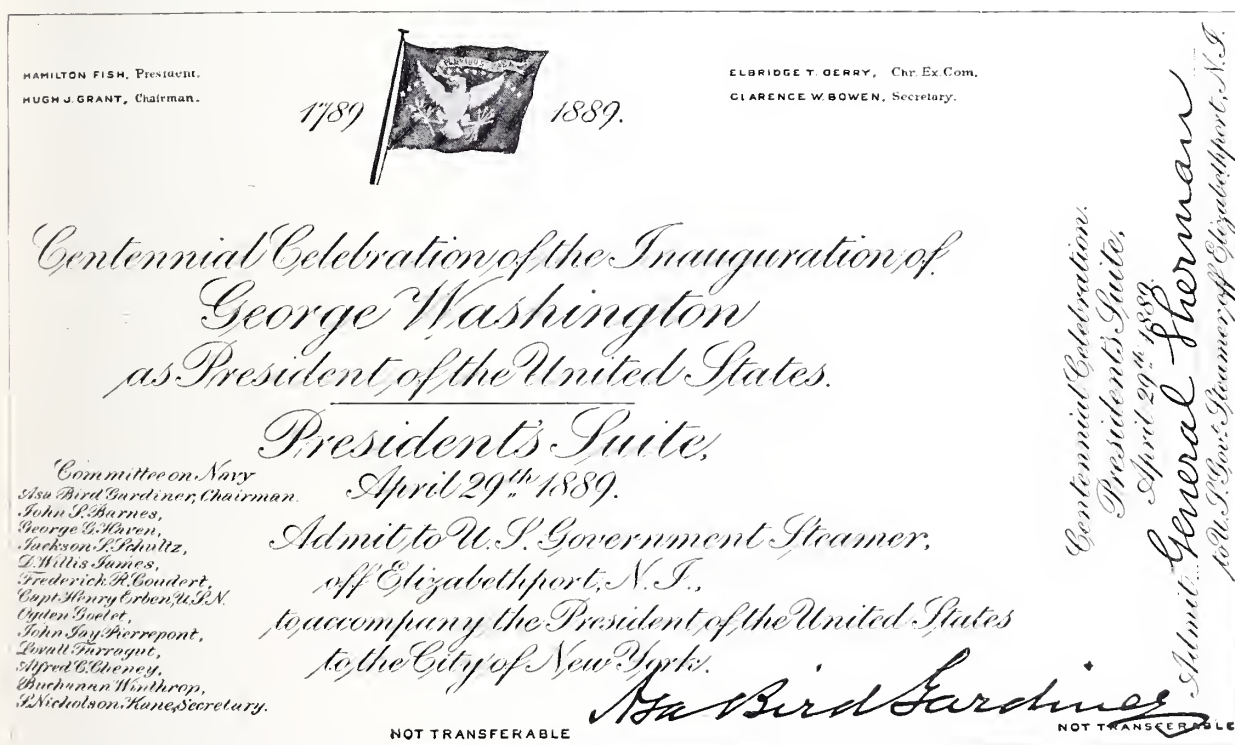 HAMILTON FISH, President.
HUGH J. GRANT, Chairman.
1789
1889.
ELBRIDGE T. GERRY, Chr. Ex. Com.
CLARENCE W. BOWEN, Secretary.
Centennial Celebration of the Inauguration of
George Washington
as President of the United States.
President's Suite,
April 29th 1889.
Committee on Navy
Asa Bird Gardiner, Chairman.
John S. Barnes,
George G. Haven,
Jackson S. Schultz,
D. Willis James,
Frederick R. Coudert,
Capt. Henry Erben, U.S.N.
Ogden Goelet,
John Jay Pierrepont,
Loyall Farragut,
Alfred C. Cheney,
Buchanan Winthrop,
S. Nicholson Kane, Secretary.
Admit to U.S. Government Steamer,
off Elizabethport, N.J.,
to accompany the President of the United States
to the City of New York.
Asa Bird Gardiner
NOT TRANSFERABLE
Centennial Celebration.
President's Suite,
April 29th 1889.
Admit General Sherman
to U.S. Govt. Steamer, off Elizabethport, N.J.
NOT TRANSFERABLE